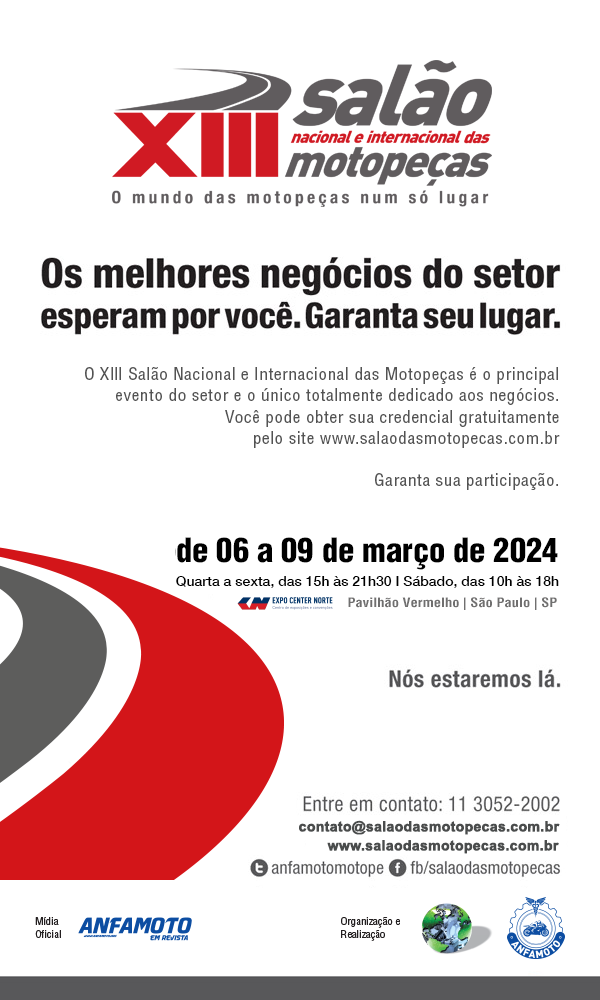 XIII salão
nacional e internacional das
motopeças
O mundo das motopeças num só lugar
Os melhores negócios do setor
esperam por você. Garanta seu lugar.
O XIII Salão Nacional e Internacional das Motopeças é o principal
evento do setor e o único totalmente dedicado aos negócios.
Você pode obter sua credencial gratuitamente
pelo site www.salaodasmotopecas.com.br
Garanta sua participação.
de 06 a 09 de março de 2024
Quarta a sexta, das 15h às 21h30 I Sábado, das 10h às 18h
EXPO CENTER NORTE
Centro de exposições e convenções
Pavilhão Vermelho | São Paulo | SP
Nós estaremos lá.
Entre em contato: 11 3052-2002
contato@salaodasmotopecas.com.br
www.salaodasmotopecas.com.br
anfamotomotope fb/salaodasmotopecas
Mídia
Oficial
ANFAMOTO
EM REVISTA
Organização e
Realização
ANFAMOTO